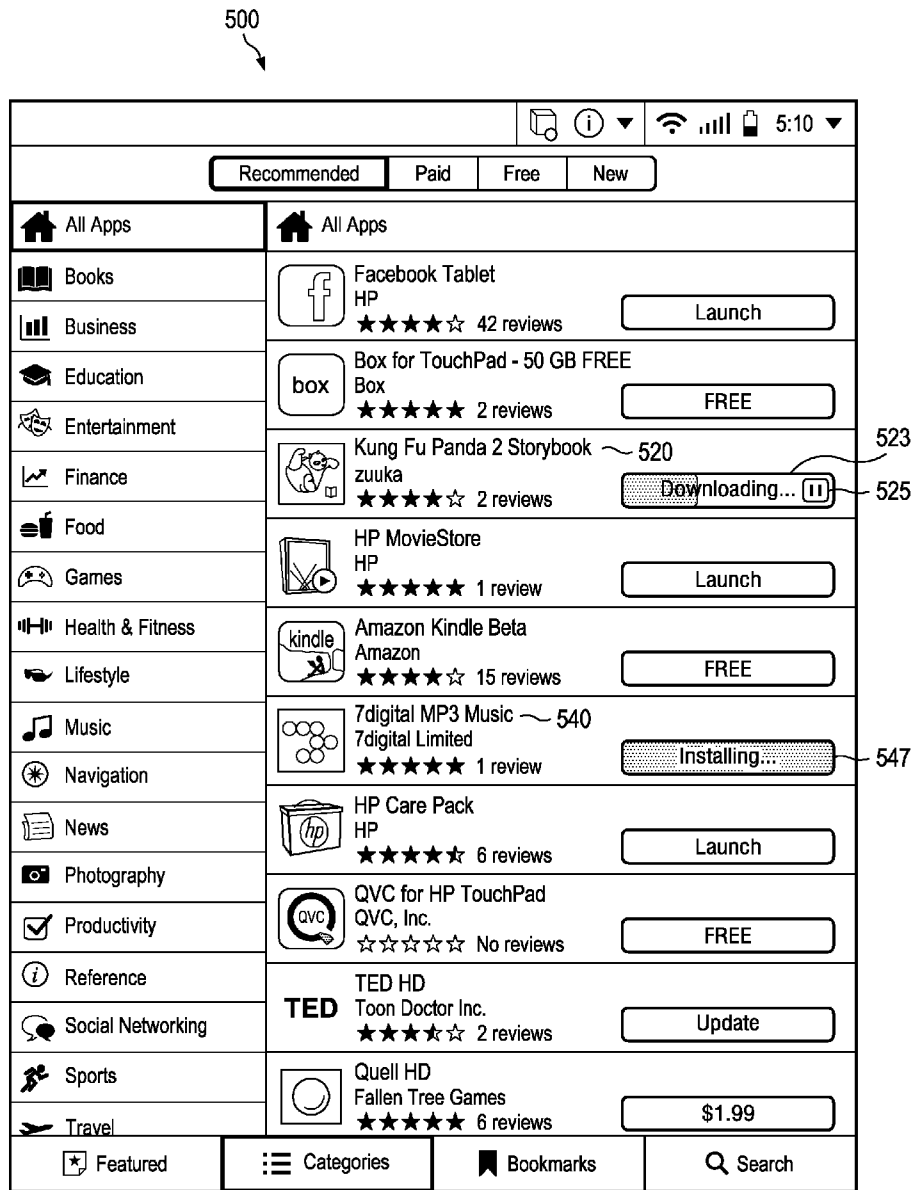 500
5:10
Recommended Paid Free New
All Apps
Books
Business
Education
Entertainment
Finance
Food
Games
Health & Fitness
Lifestyle
Music
Navigation
News
Photography
Productivity
Reference
Social Networking
Sports
Travel
All Apps
Facebook Tablet
HP
42 reviews
Launch
box
Box for TouchPad - 50 GB FREE
Box
2 reviews
FREE
Kung Fu Panda 2 Storybook 520
zuuka
2 reviews
Downloading...
523
525
HP MovieStore
HP
1 review
Launch
kindle
Amazon Kindle Beta
Amazon
15 reviews
FREE
7digital MP3 Music 540
7digital Limited
1 review
Installing...
547
hp
HP Care Pack
HP
6 reviews
Launch
QVC
QVC for HP TouchPad
QVC, Inc.
No reviews
FREE
TED
TED HD
Toon Doctor Inc.
2 reviews
Update
Quell HD
Fallen Tree Games
6 reviews
$1.99
Featured Categories Bookmarks Search